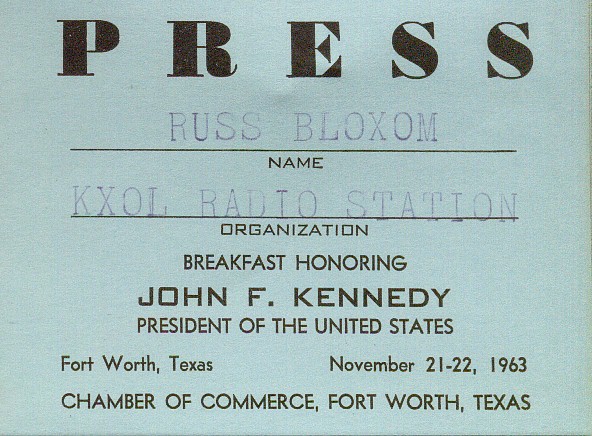 PRESS
RUSS BLOXOM
NAME
KXOL RADIO STATION
ORGANIZATION
BREAKFAST HONORING
JOHN F. KENNEDY
PRESIDENT OF THE UNITED STATES
Fort Worth, Texas November 21-22, 1963
CHAMBER OF COMMERCE, FORT WORTH, TEXAS